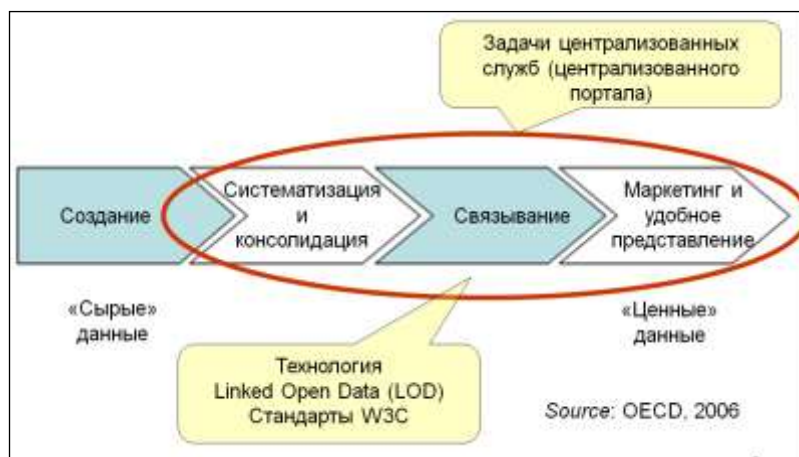 Задачи централизованных
служб (централизованного
портала)
Создание
Систематизация
и
консолидация
Связывание
Маркетинг и
удобное
представление
«Сырые»
данные
«Ценные»
данные
Технология
Linked Open Data (LOD)
Стандарты W3C
Source: OECD, 2006